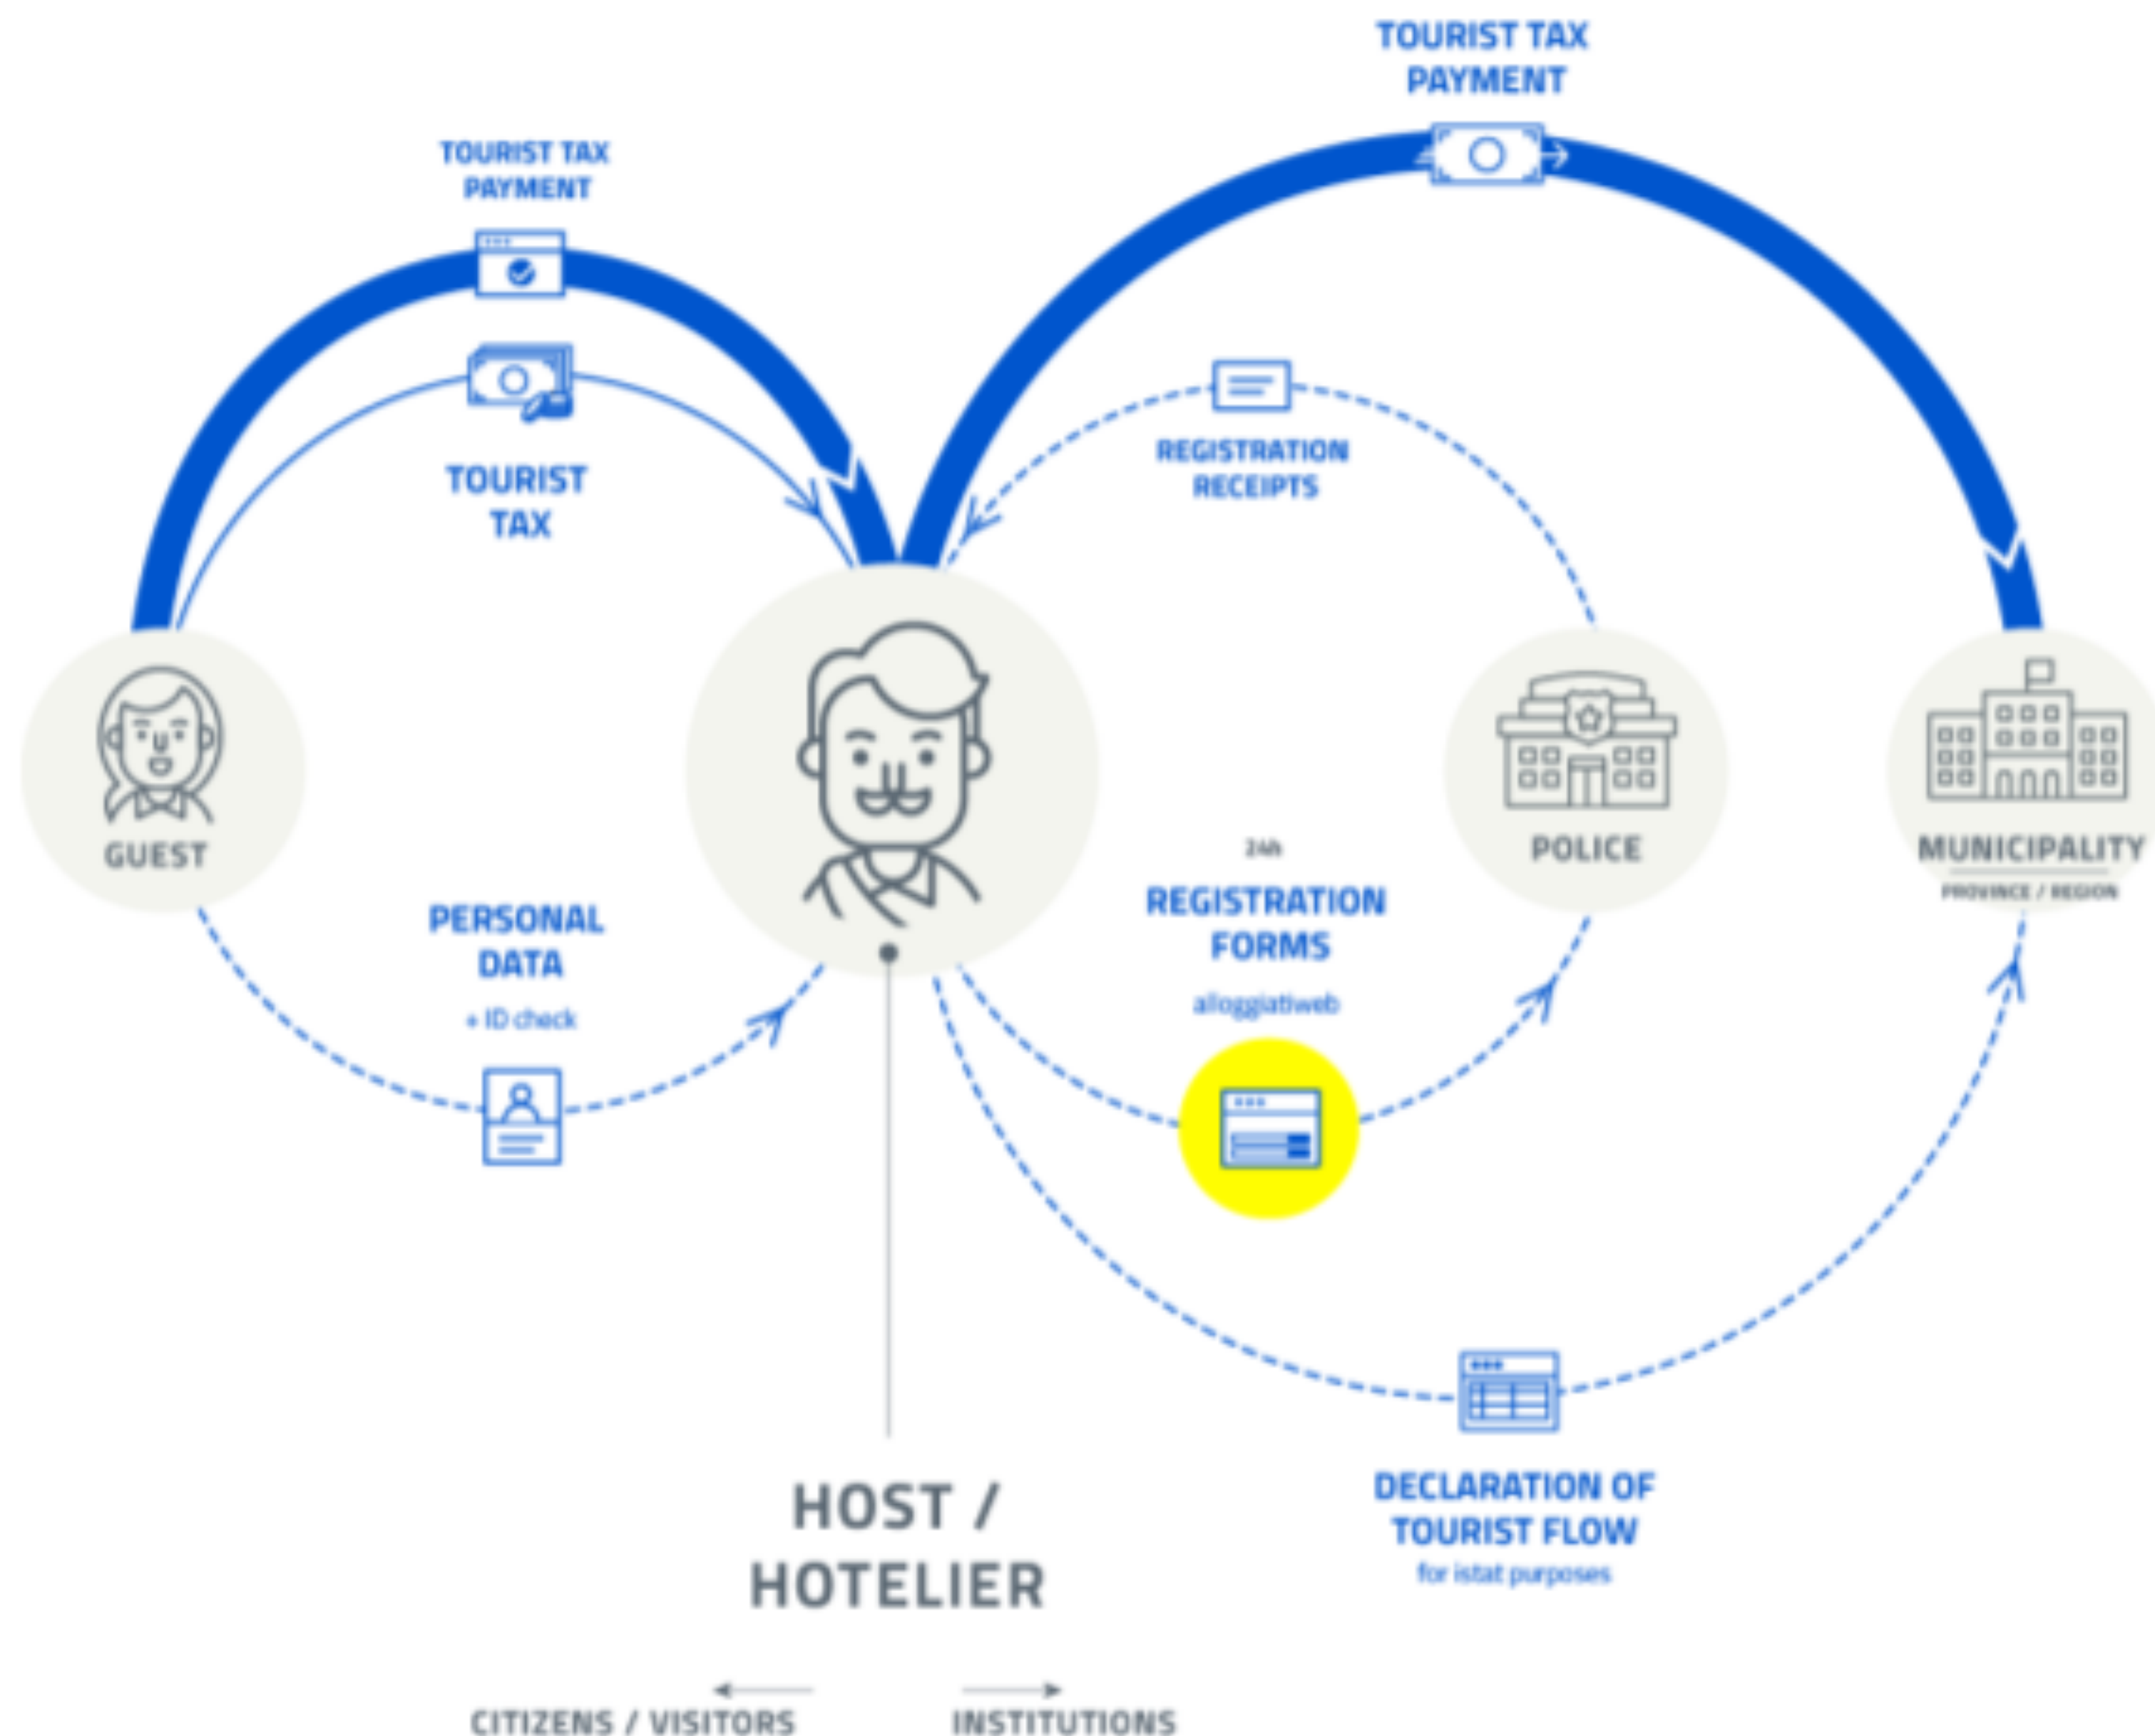 TOURIST TAX
PAYMENT
TOURIST TAX
PAYMENT
TOURIST
TAX
REGISTRATION
RECEIPTS
GUEST
POLICE
MUNICIPALITY
PROVINCE / REGION
24h
PERSONAL
DATA
+ ID check
REGISTRATION
FORMS
alloggiatiweb
DECLARATION OF
TOURIST FLOW
for istat purposes
HOST /
HOTELIER
CITIZENS / VISITORS
INSTITUTIONS